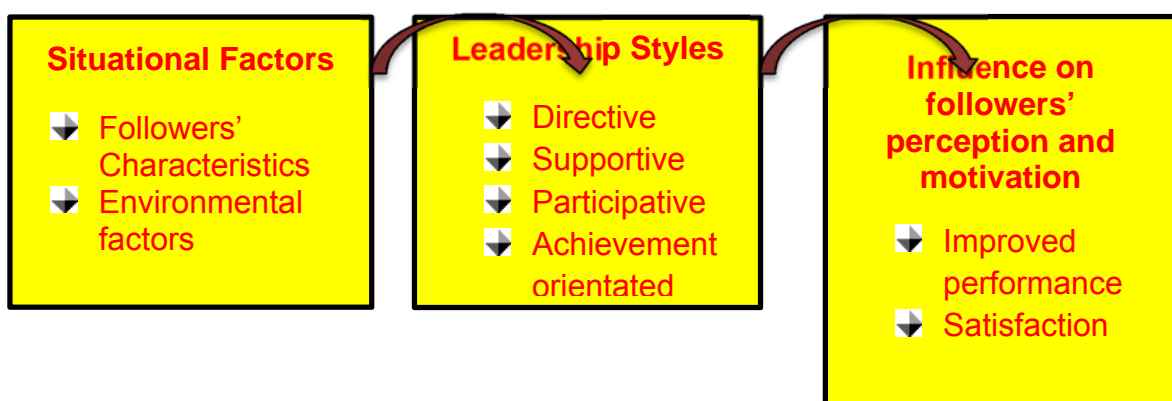 Situational Factors
Followers’
Characteristics
Environmental
factors
Leadership Styles
Directive
Supportive
Participative
Achievement
orientated
Influence on
followers’
perception and
motivation
Improved
performance
Satisfaction